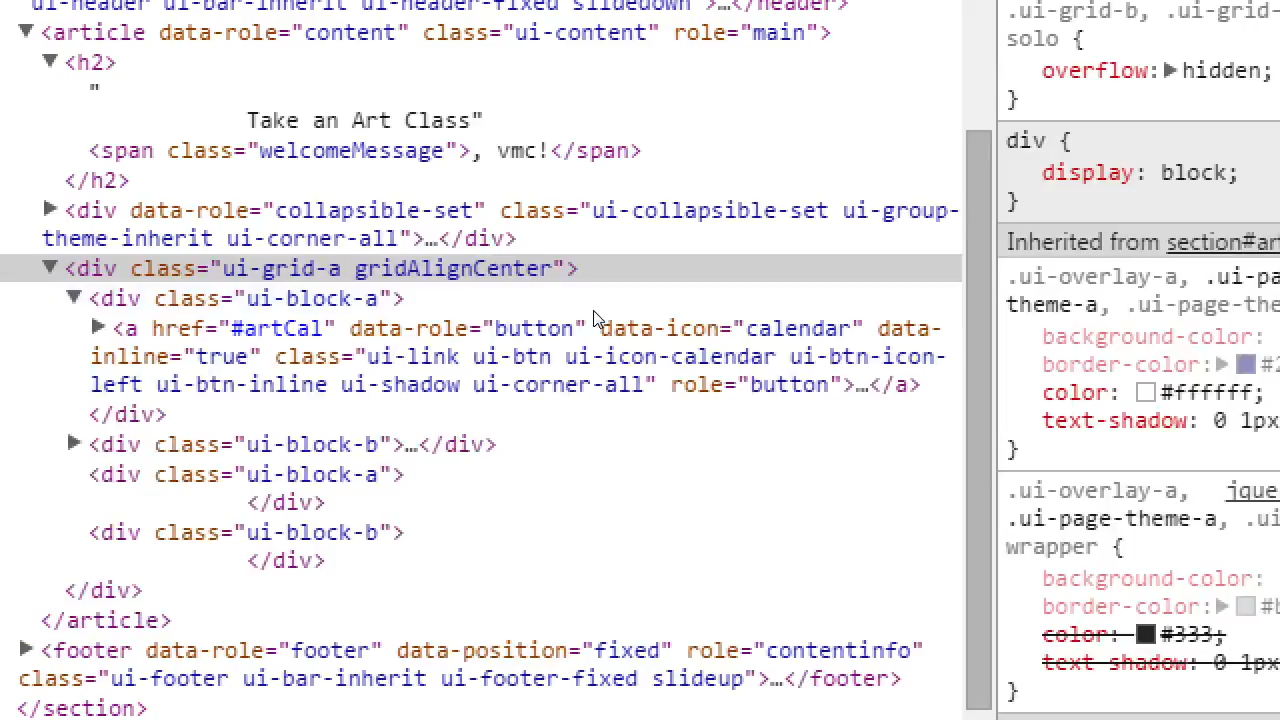 ui-header ui-bar-inherit ui-header-fixed slidedown">…</header>
▼<article data-role="content" class="ui-content" role="main">
▼<h2>
"
Take an Art Class"
<span class="welcomeMessage">, vmc!</span>
</h2>
▶<div data-role="collapsible-set" class="ui-collapsible-set ui-group-
theme-inherit ui-corner-all">…</div>
▼<div class="ui-grid-a gridAlignCenter">
▼<div class="ui-block-a">
▶<a href="#artCal" data-role="button" data-icon="calendar" data-
inline="true" class="ui-link ui-btn ui-icon-calendar ui-btn-icon-
left ui-btn-inline ui-shadow ui-corner-all" role="button">…</a>
</div>
▶<div class="ui-block-b">…</div>
<div class="ui-block-a">
</div>
<div class="ui-block-b">
</div>
</div>
</article>
▶<footer data-role="footer" data-position="fixed" role="contentinfo"
class="ui-footer ui-bar-inherit ui-footer-fixed slideup">…</footer>
</section>
.ui-grid-b, .ui-grid-
solo {
overflow:▶hidden;
}
div {
display: block;
}
Inherited from section#art
.ui-overlay-a, .ui-pa
theme-a, .ui-page-the
background-color:
border-color:▶#2
color: #ffffff;
text-shadow: 0 1px
}
.ui-overlay-a, jque
.ui-page-theme-a, .ui
wrapper {
background-color:
border-color:▶#b
color: #333;
text-shadow: 0 1px
}